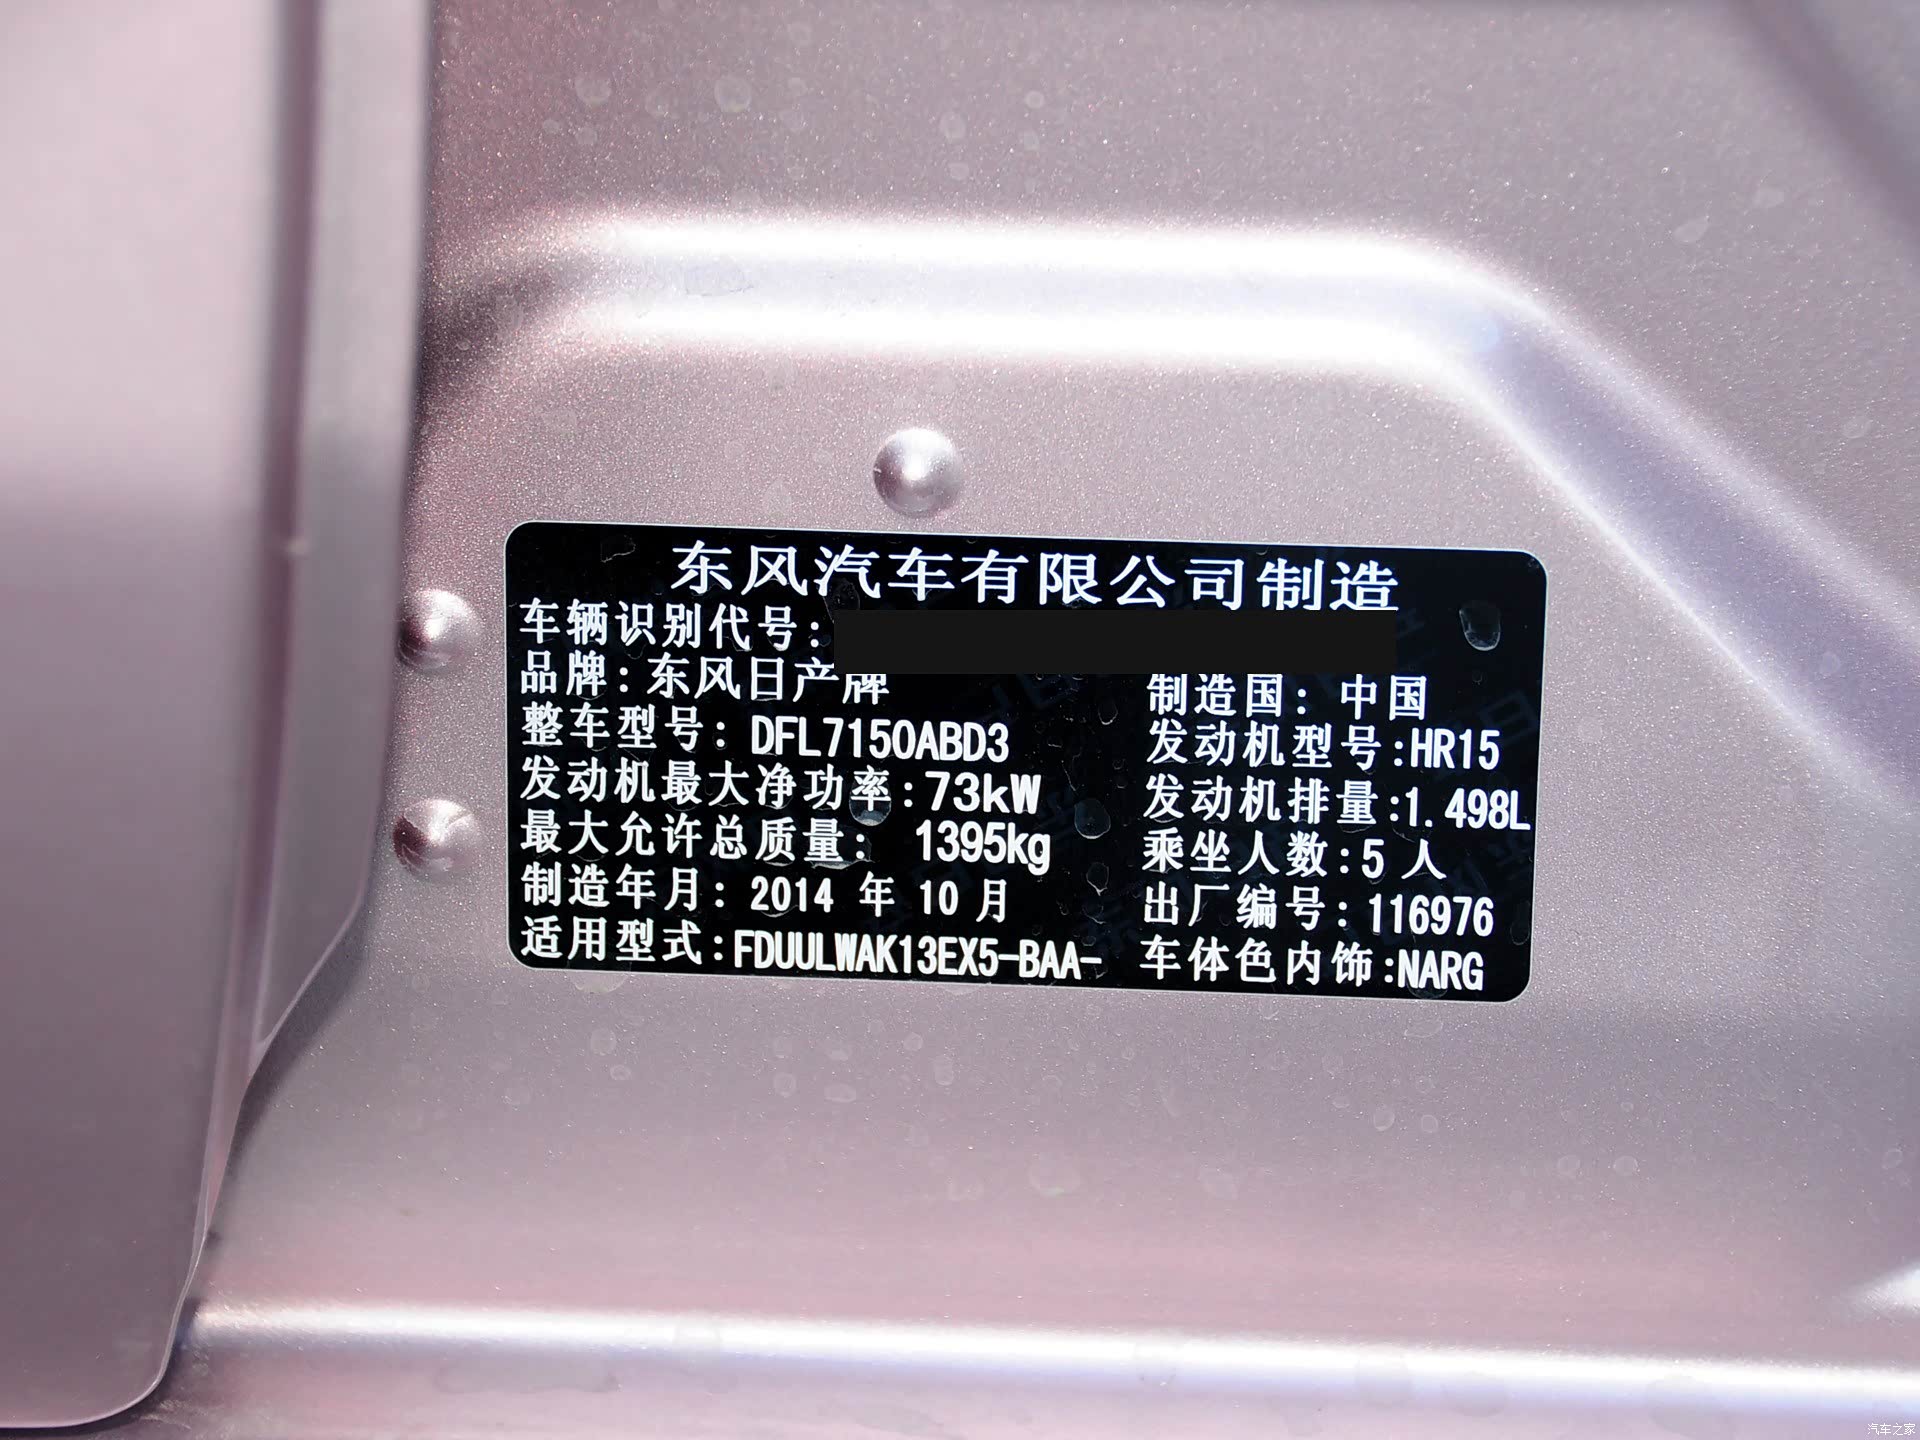 东风汽车有限公司制造
车辆识别代号:
品牌:东风日产牌 制造国: 中国
整车型号: DFL7150ABD3 发动机型号:HR15
发动机最大净功率:73kW 发动机排量:1.498L
最大允许总质量: 1395kg 乘坐人数:5 人
制造年月: 2014 年 10 月 出厂编号: 116976
适用型式:FDUULWAK13EX5-BAA- 车体色内饰:NARG
汽车之家